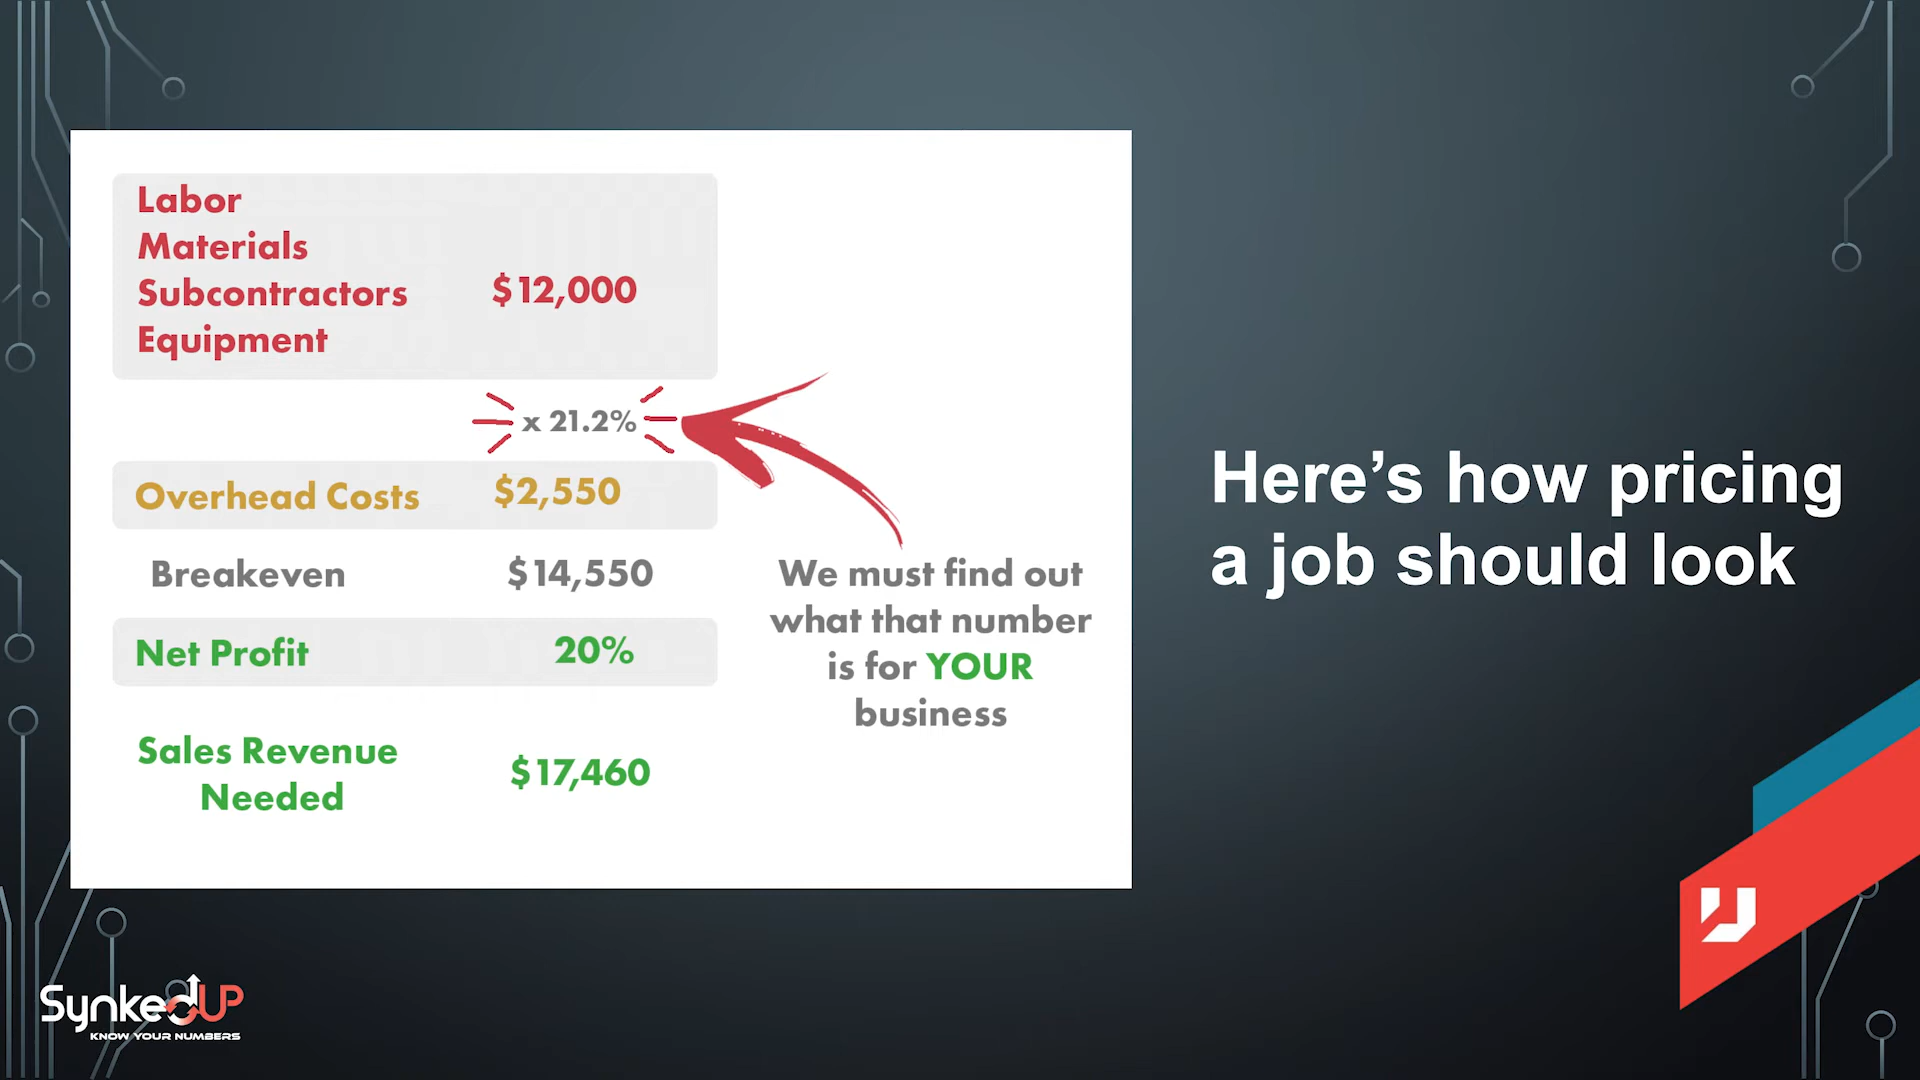 Labor
Materials
Subcontractors
Equipment
$12,000
x 21.2%
Overhead Costs $2,550
Breakeven $14,550
Net Profit 20%
Sales Revenue
Needed
$17,460
We must find out
what that number
is for YOUR
business
Here’s how pricing
a job should look
SynkedUP
KNOW YOUR NUMBERS